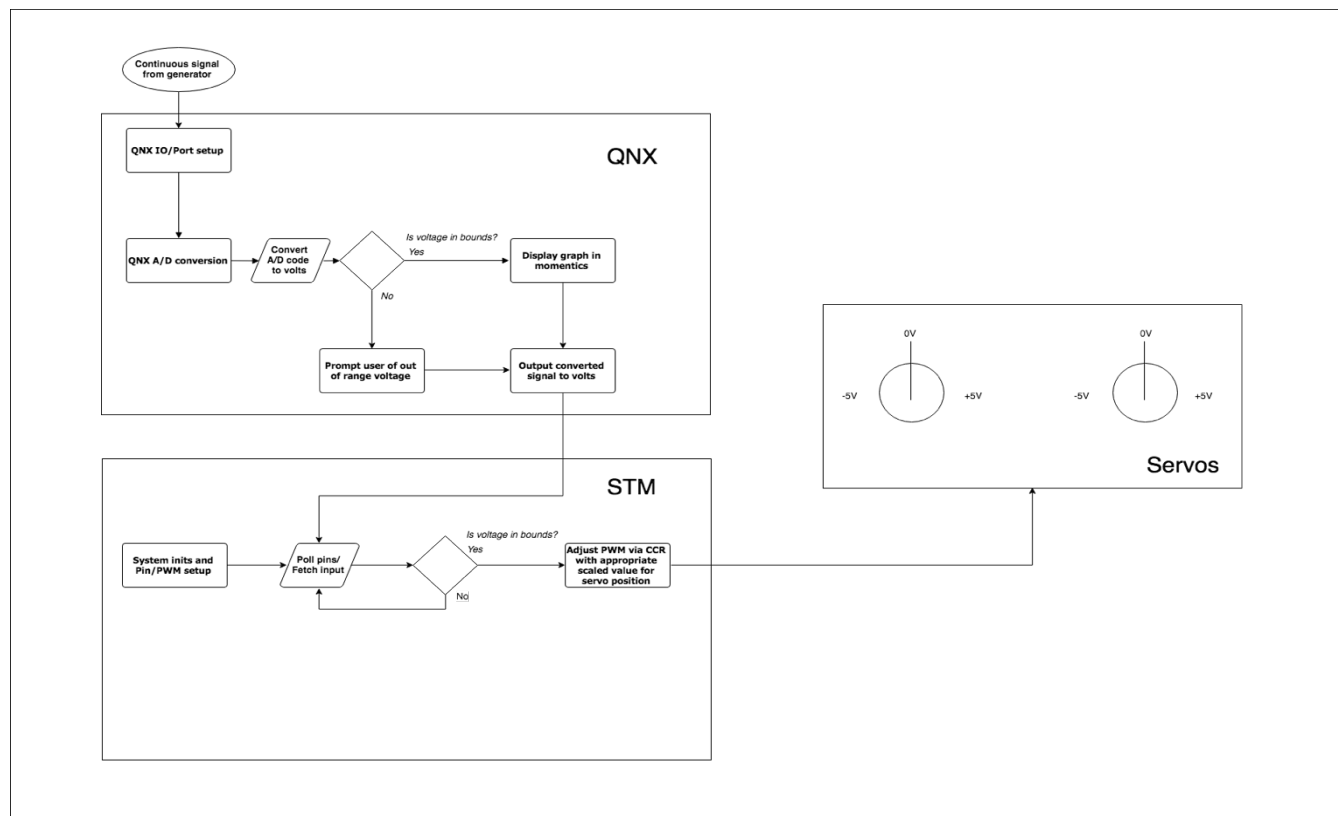 Continuous signal
from generator
QNX IO/Port setup
QNX
QNX A/D conversion
Convert
A/D code
to volts
Is voltage in bounds?
Yes
No
Display graph in
momentics
Prompt user of out
of range voltage
Output converted
signal to volts
STM
System inits and
Pin/PWM setup
Poll pins/
Fetch input
Is voltage in bounds?
Yes
No
Adjust PWM via CCR
with appropriate
scaled value for
servo position
0V
-5V
+5V
0V
-5V
+5V
Servos